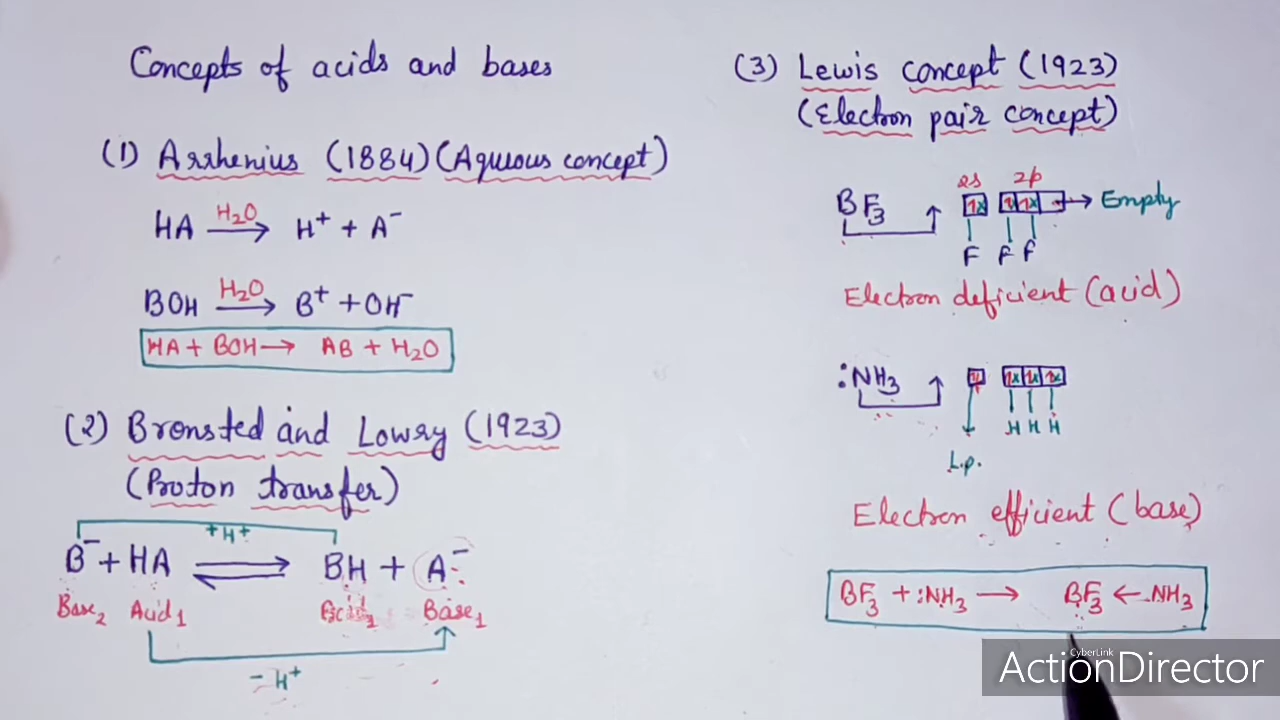 Concepts of acids and bases
(1) Arrhenius (1884) (Aqueous concept)
HA —H₂O→ H⁺ + A⁻
BOH —H₂O→ B⁺ + OH⁻
HA + BOH → AB + H₂O
(2) Bronsted and Lowry (1923)
(Proton transfer)
+H⁺
B⁻ + HA ⇌ BH + A⁻
Base₂ Acid₁ Acid₂ Base₁
- H⁺
(3) Lewis concept (1923)
(Electron pair concept)
2s 2p
BF₃ → Empty
F F F
Electron deficient (acid)
:NH₃
H H H
L.p.
Electron efficient (base)
BF₃ + :NH₃ → BF₃ ← NH₃
CyberLink
ActionDirector